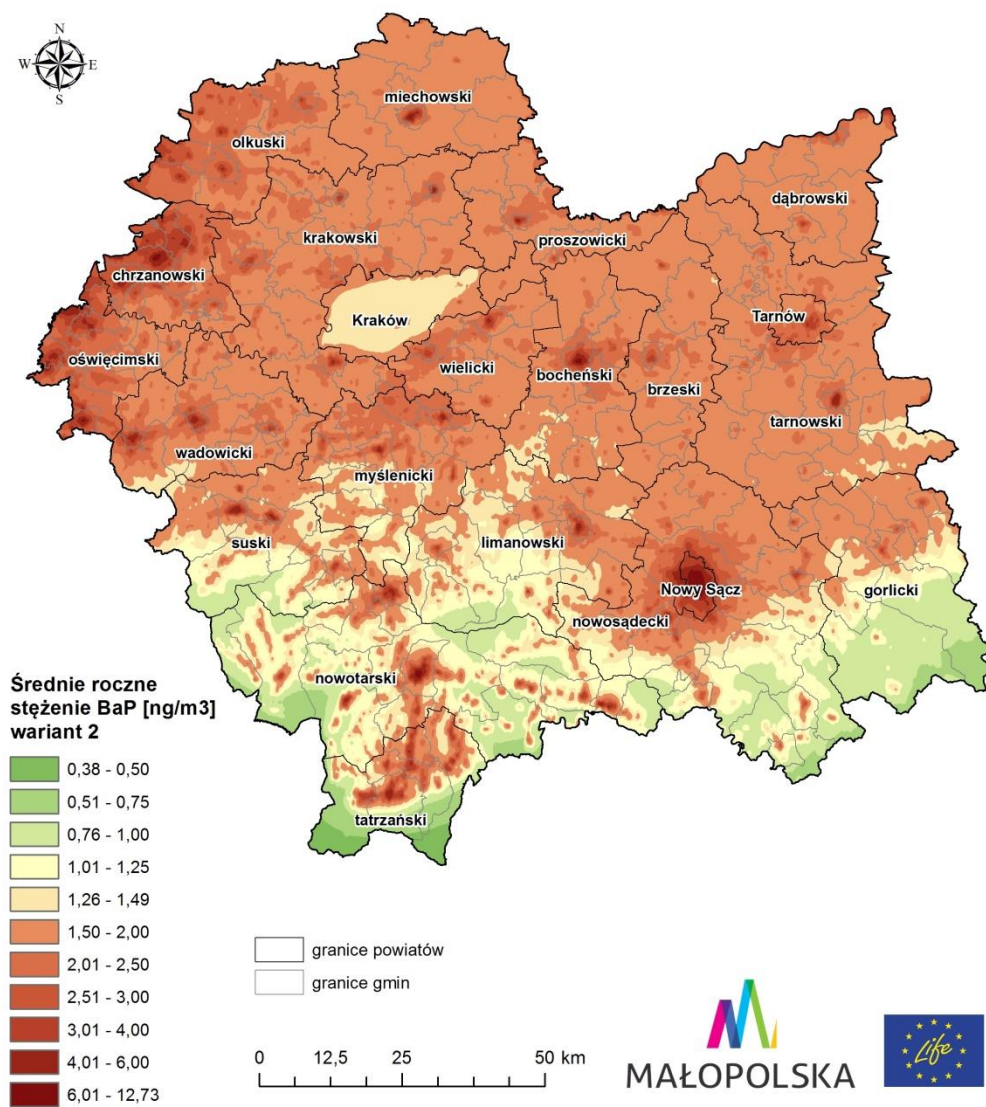 N
W E
S
miechowski
olkuski
dąbrowski
krakowski
proszowicki
chrzanowski
Kraków
Tarnów
oświęcimski
wielicki
bocheński
brzeski
tarnowski
wadowicki
myślenicki
suski
limanowski
Nowy Sącz
gorlicki
nowosądecki
nowotarski
tatrzański
Średnie roczne
stężenie BaP [ng/m3]
wariant 2
0,38 - 0,50
0,51 - 0,75
0,76 - 1,00
1,01 - 1,25
1,26 - 1,49
1,50 - 2,00
2,01 - 2,50
2,51 - 3,00
3,01 - 4,00
4,01 - 6,00
6,01 - 12,73
granice powiatów
granice gmin
0 12,5 25 50 km
MAŁOPOLSKA
Life